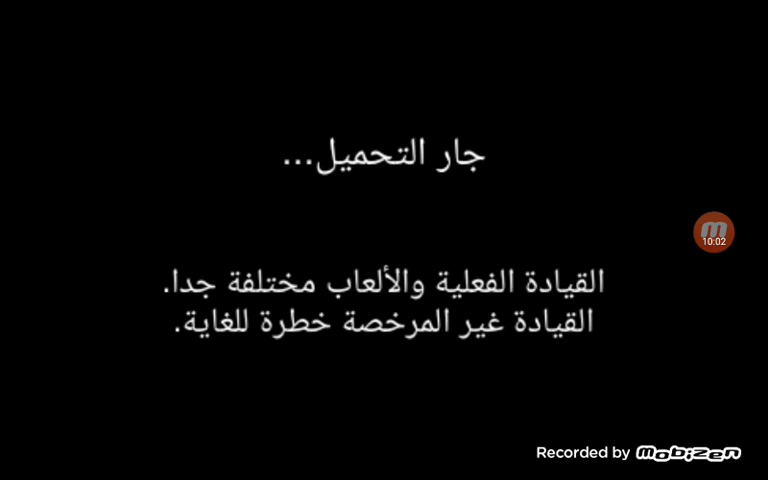 جار التحميل...
10:02
القيادة الفعلية والألعاب مختلفة جدا.
القيادة غير المرخصة خطرة للغاية.
Recorded by mobizen